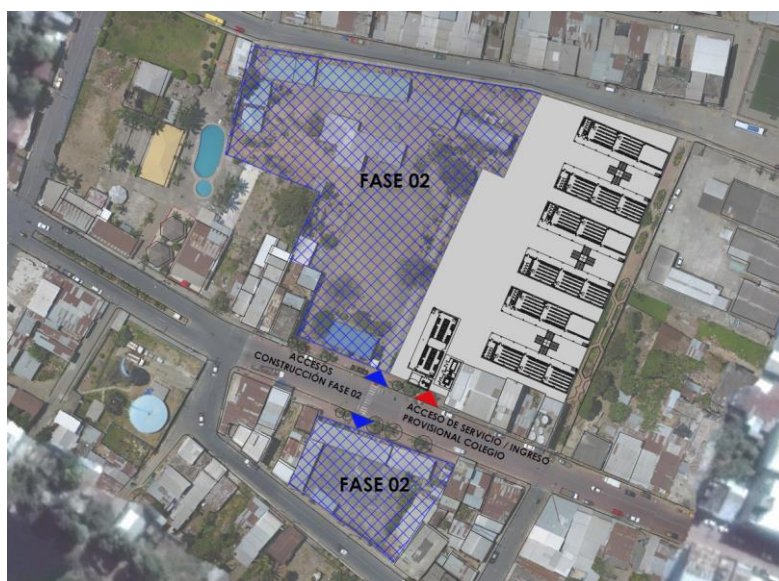 FASE 02
ACCESOS
CONSTRUCCIÓN FASE 02
ACCESO DE SERVICIO / INGRESO
PROVISIONAL COLEGIO
FASE 02